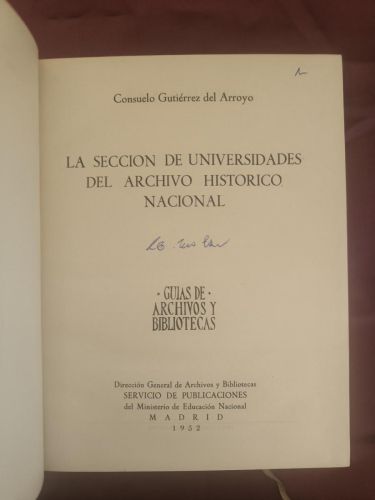 Consuelo Gutiérrez del Arroyo
LA SECCION DE UNIVERSIDADES
DEL ARCHIVO HISTORICO
NACIONAL
· GUIAS DE ·
ARCHIVOS Y
BIBLIOTECAS
Dirección General de Archivos y Bibliotecas
SERVICIO DE PUBLICACIONES
del Ministerio de Educación Nacional
MADRID
1952